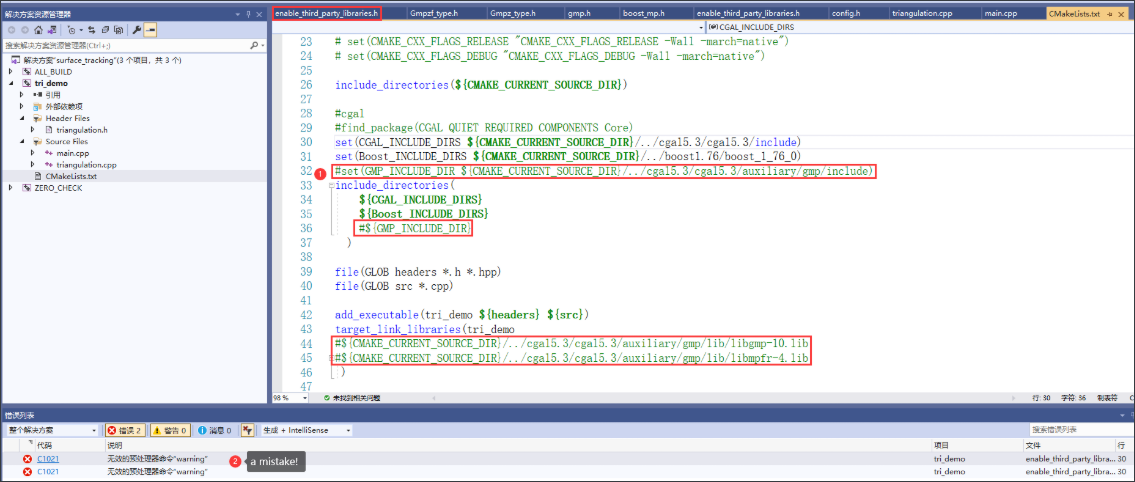 解决方案资源管理器
搜索解决方案资源管理器(Ctrl+;)
解决方案"surface_tracking"(3 个项目，共 3 个)
ALL_BUILD
tri_demo
引用
外部依赖项
Header Files
triangulation.h
Source Files
main.cpp
triangulation.cpp
CMakeLists.txt
ZERO_CHECK
enable_third_party_libraries.h
Gmpzf_type.h
Gmpz_type.h
gmp.h
boost_mp.h
enable_third_party_libraries.h
config.h
triangulation.cpp
main.cpp
CMakeLists.txt
CGAL_INCLUDE_DIRS
23 # set(CMAKE_CXX_FLAGS_RELEASE "CMAKE_CXX_FLAGS_RELEASE -Wall -march=native")
24 # set(CMAKE_CXX_FLAGS_DEBUG "CMAKE_CXX_FLAGS_DEBUG -Wall -march=native")
25
26 include_directories(${CMAKE_CURRENT_SOURCE_DIR})
27
28 #cgal
29 #find_package(CGAL QUIET REQUIRED COMPONENTS Core)
30 set(CGAL_INCLUDE_DIRS ${CMAKE_CURRENT_SOURCE_DIR}/../cgal5.3/cgal5.3/include)
31 set(Boost_INCLUDE_DIRS ${CMAKE_CURRENT_SOURCE_DIR}/../boost1.76/boost_1_76_0)
1
32 #set(GMP_INCLUDE_DIR ${CMAKE_CURRENT_SOURCE_DIR}/../cgal5.3/cgal5.3/auxiliary/gmp/include)
33 include_directories(
34 ${CGAL_INCLUDE_DIRS}
35 ${Boost_INCLUDE_DIRS}
36 #${GMP_INCLUDE_DIR}
37 )
38
39 file(GLOB headers *.h *.hpp)
40 file(GLOB src *.cpp)
41
42 add_executable(tri_demo ${headers} ${src})
43 target_link_libraries(tri_demo
44 #${CMAKE_CURRENT_SOURCE_DIR}/../cgal5.3/cgal5.3/auxiliary/gmp/lib/libgmp-10.lib
45 #${CMAKE_CURRENT_SOURCE_DIR}/../cgal5.3/cgal5.3/auxiliary/gmp/lib/libmpfr-4.lib
46 )
47
98 %
未找到相关问题
行: 30 字符: 36 制表符
错误列表
整个解决方案
错误 2
警告 0
消息 0
生成 + IntelliSense
搜索错误列表
代码 说明 项目 文件 行
C1021 无效的预处理器命令"warning" tri_demo enable_third_party_libra... 30
2 a mistake!
C1021 无效的预处理器命令"warning" tri_demo enable_third_party_libra... 30